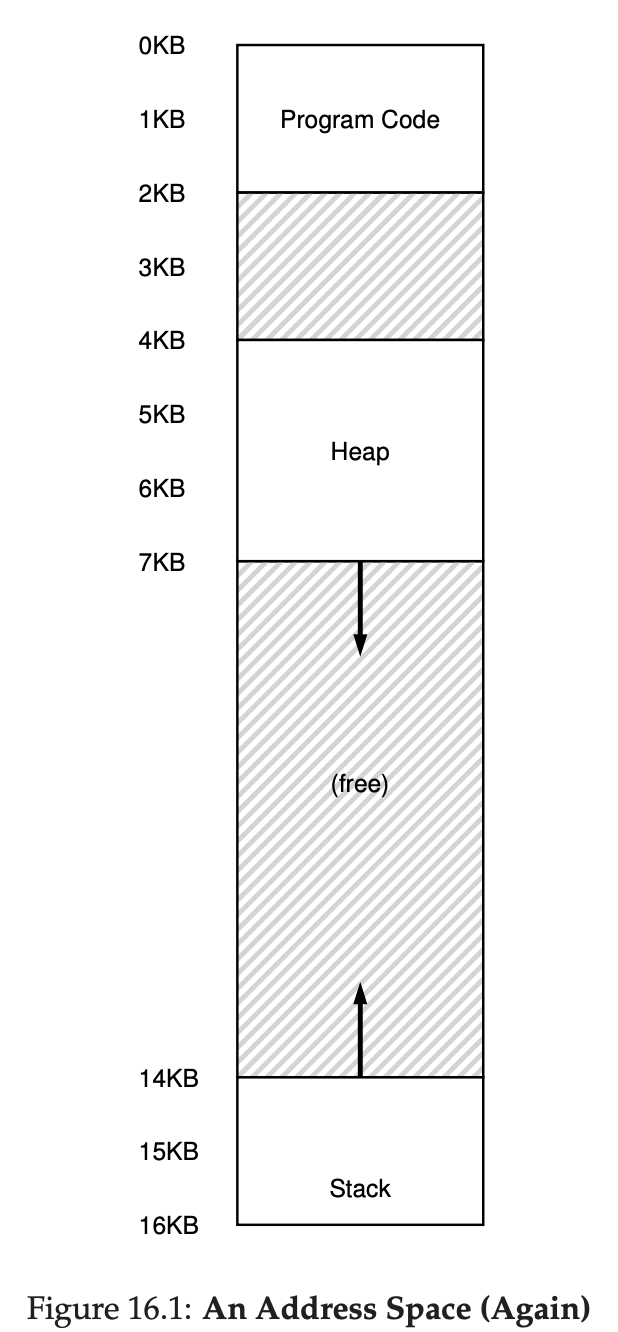 0KB
Program Code
1KB
2KB
3KB
4KB
5KB
Heap
6KB
7KB
(free)
14KB
15KB
Stack
16KB
Figure 16.1: An Address Space (Again)